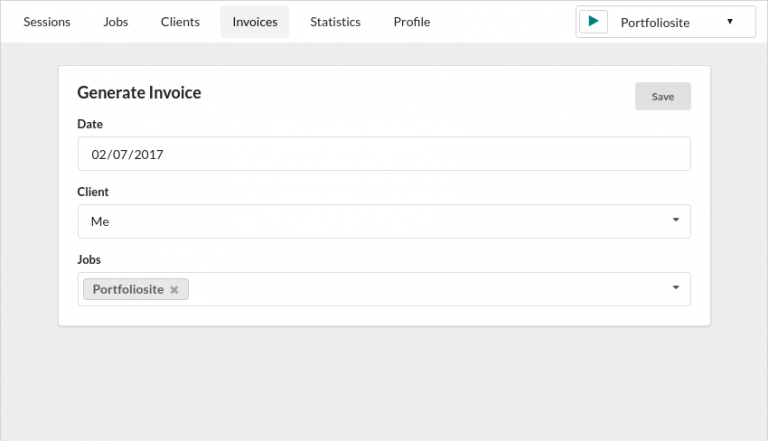 Sessions Jobs Clients Invoices Statistics Profile Portfoliosite
Generate Invoice Save
Date
02/07/2017
Client
Me
Jobs
Portfoliosite